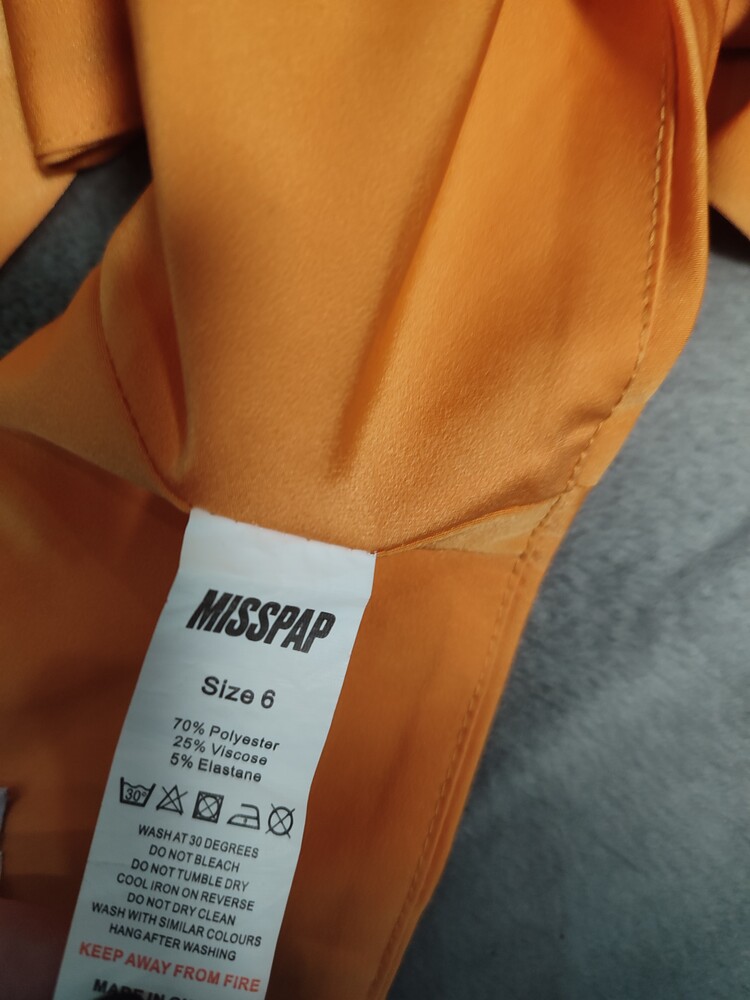 MISSPAP
Size 6
70% Polyester
25% Viscose
5% Elastane
30°
WASH AT 30 DEGREES
DO NOT BLEACH
DO NOT TUMBLE DRY
COOL IRON ON REVERSE
DO NOT DRY CLEAN
WASH WITH SIMILAR COLOURS
HANG AFTER WASHING
KEEP AWAY FROM FIRE
MADE IN